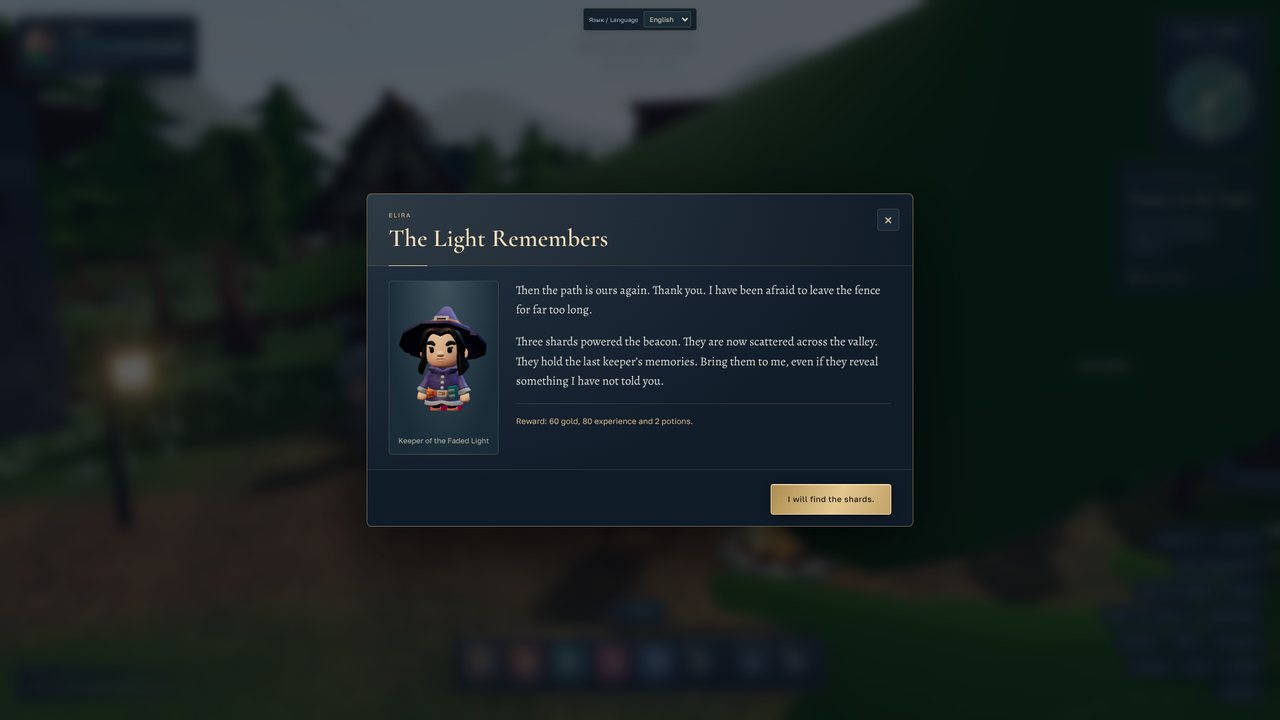 Язык / Language
English
ELIRA
The Light Remembers
Then the path is ours again. Thank you. I have been afraid to leave the fence
for far too long.
Three shards powered the beacon. They are now scattered across the valley.
They hold the last keeper's memories. Bring them to me, even if they reveal
something I have not told you.
Reward: 60 gold, 80 experience and 2 potions.
Keeper of the Faded Light
I will find the shards.